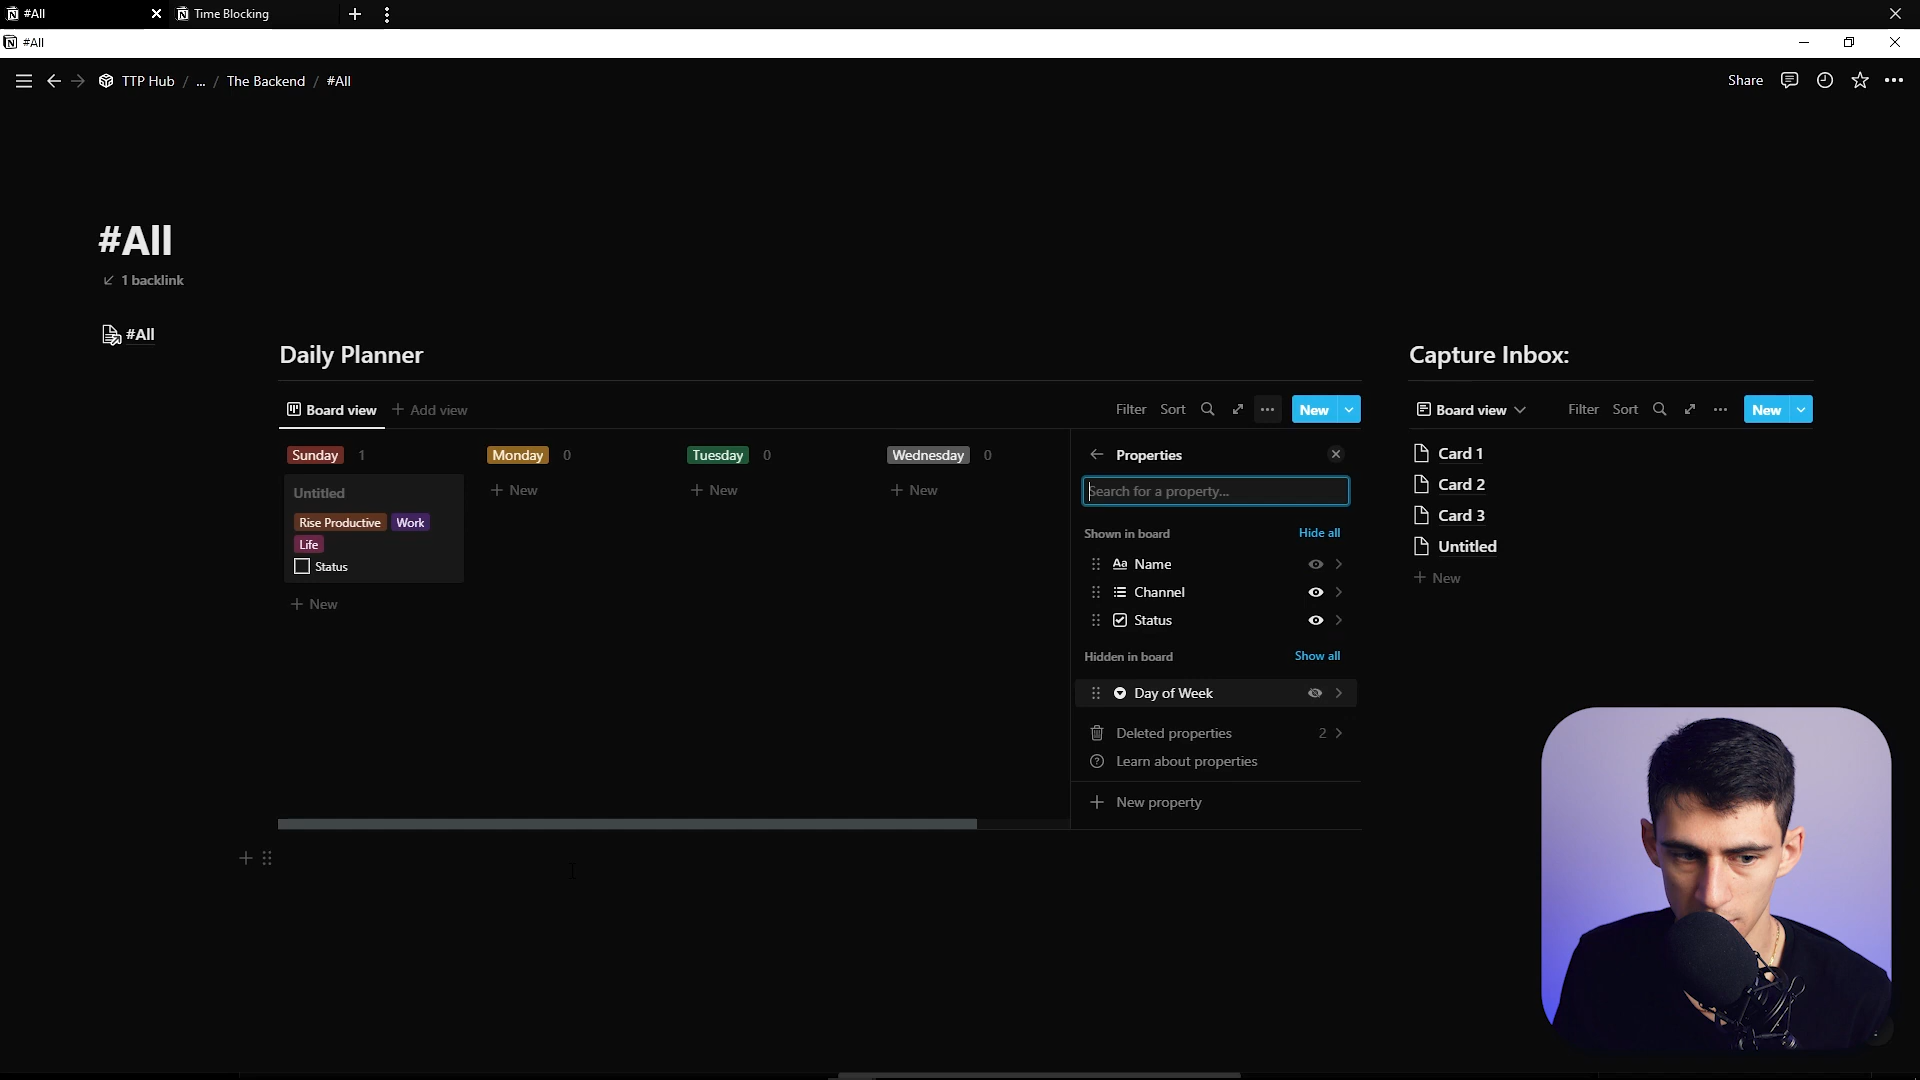 #All
Time Blocking
#All
TTP Hub / ... / The Backend / #All
Share
#All
1 backlink
#All
Daily Planner
Board view
Add view
Filter
Sort
New
Sunday 1
Monday 0
Tuesday 0
Wednesday 0
Untitled
Rise Productive
Work
Life
Status
New
New
New
New
Properties
Search for a property...
Shown in board
Hide all
Name
Channel
Status
Hidden in board
Show all
Day of Week
Deleted properties 2
Learn about properties
New property
Capture Inbox:
Board view
Filter
Sort
New
Card 1
Card 2
Card 3
Untitled
New